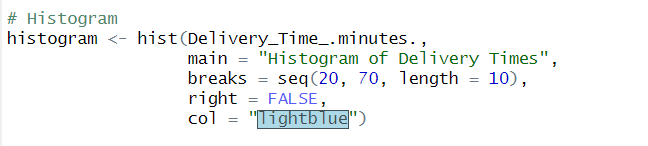 # Histogram
histogram <- hist(Delivery_Time_.minutes.,
main = "Histogram of Delivery Times",
breaks = seq(20, 70, length = 10),
right = FALSE,
col = "lightblue")